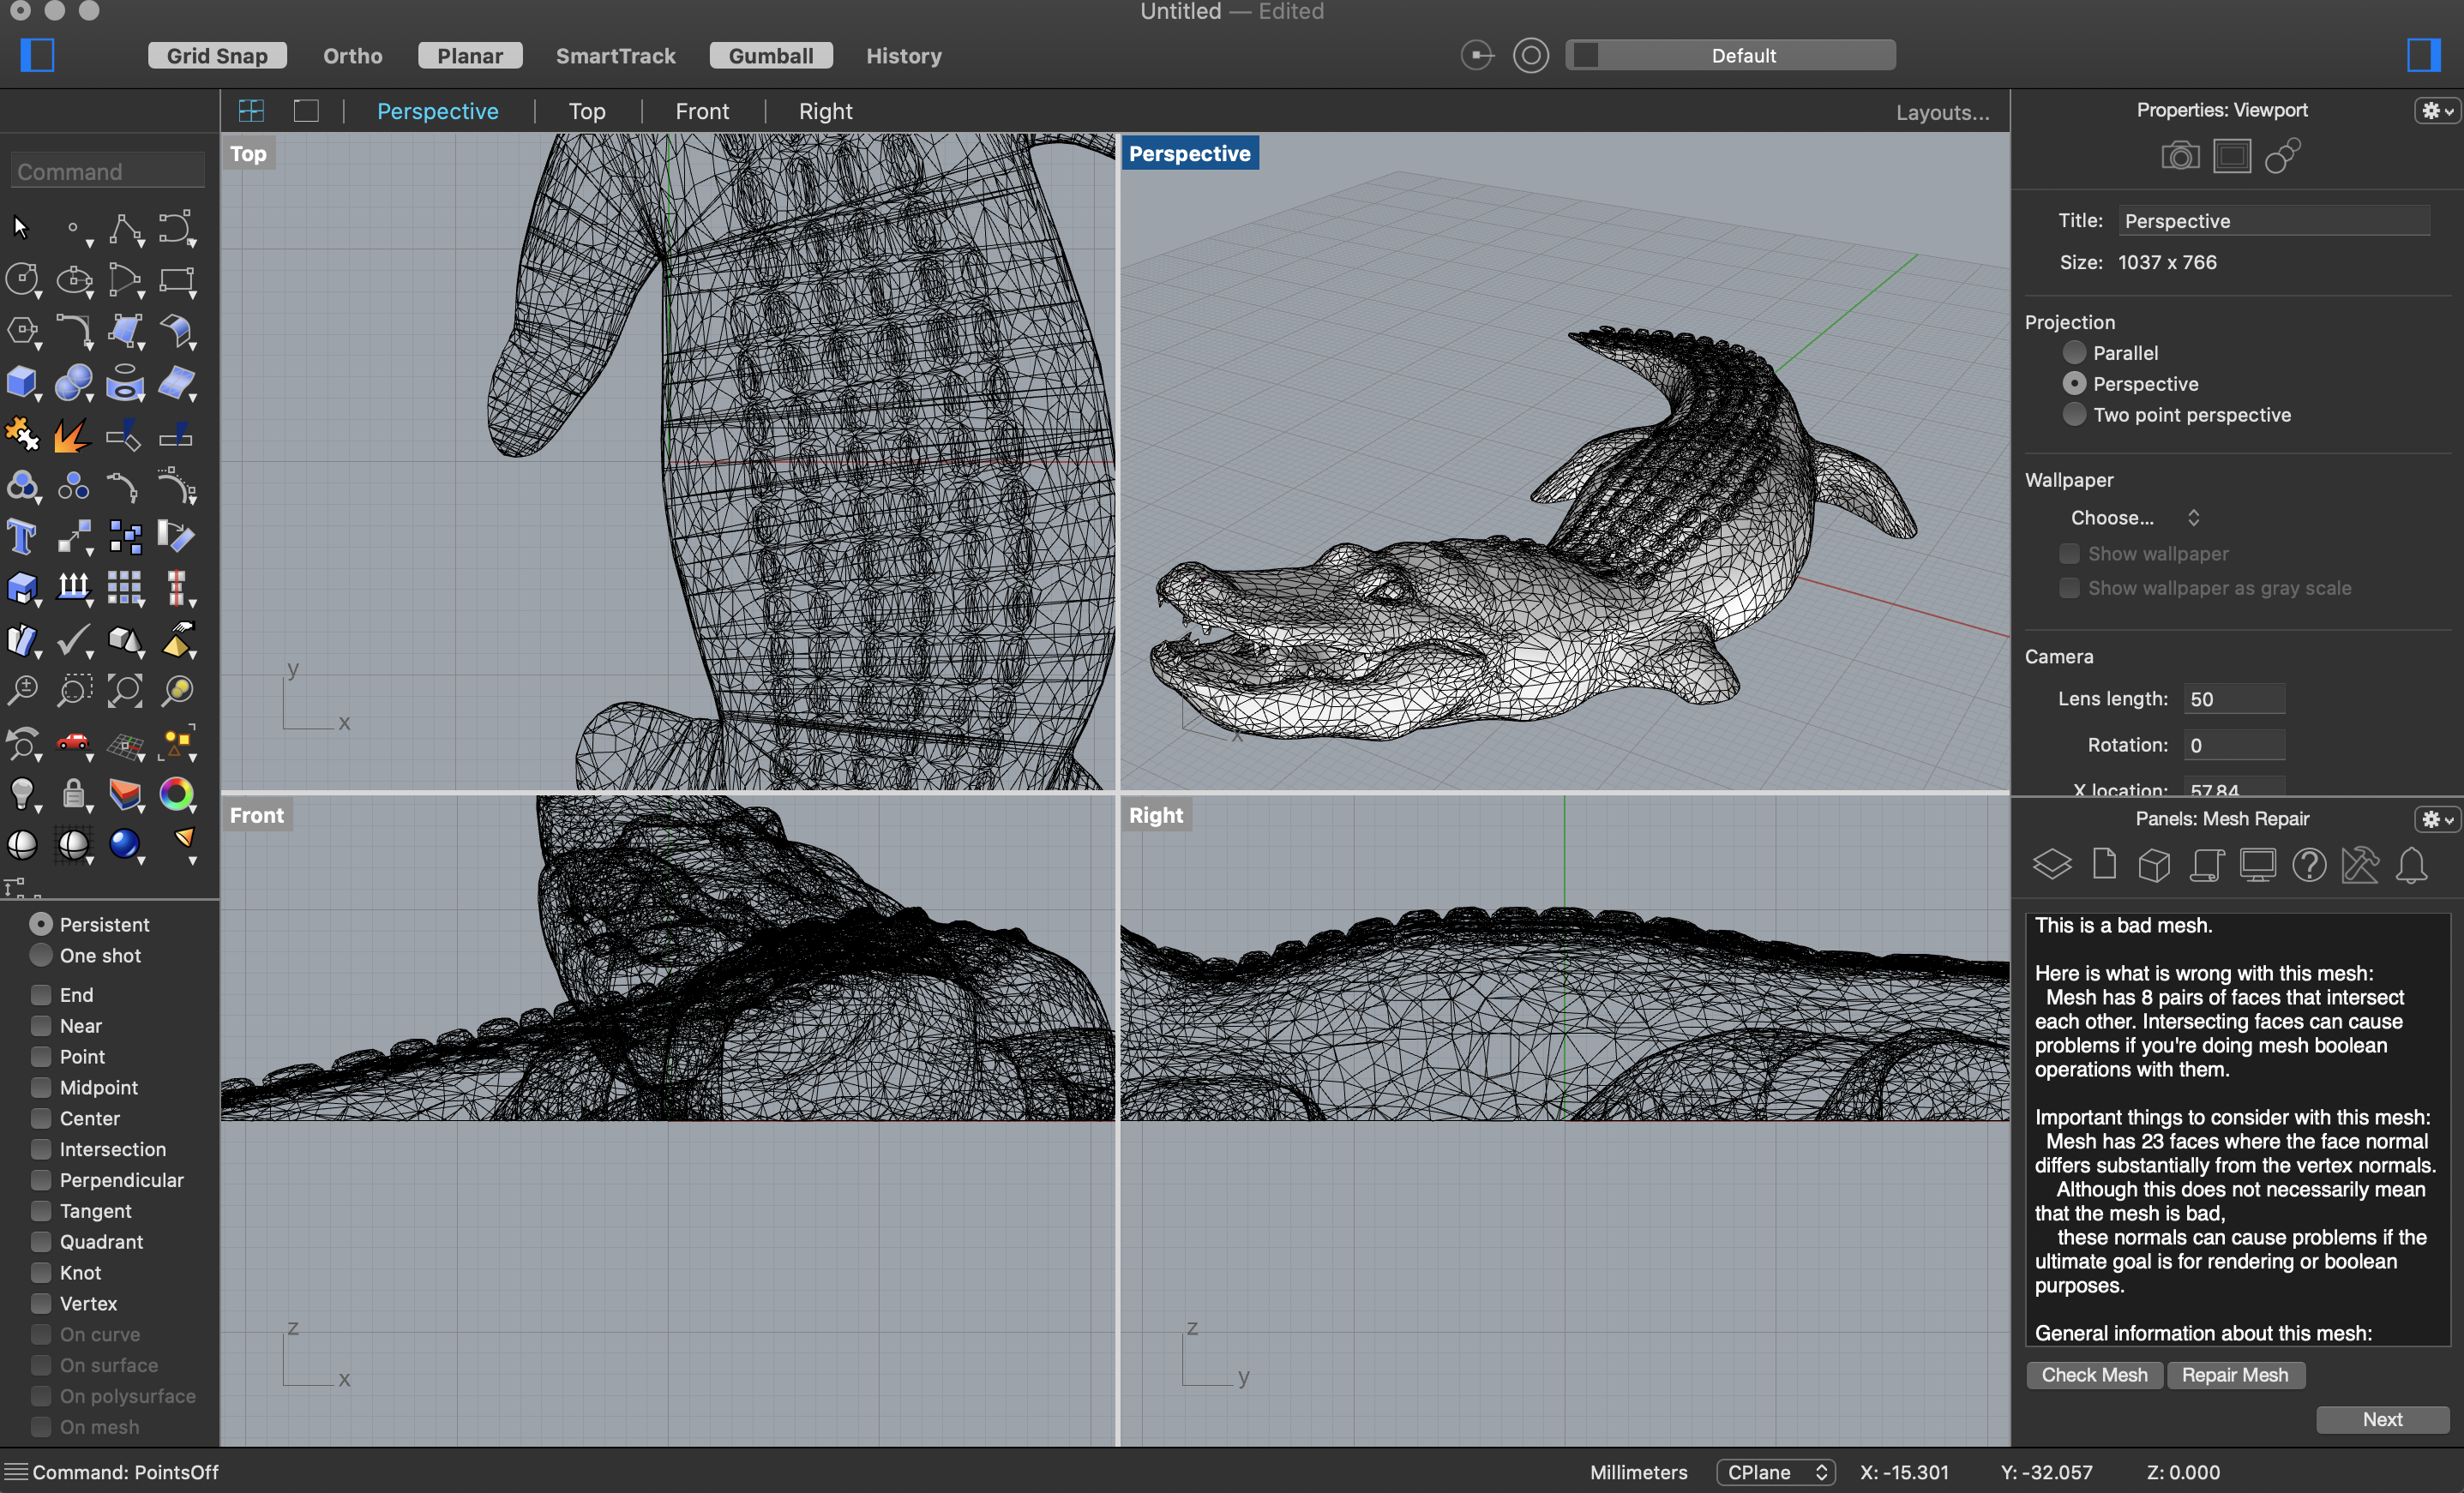 Untitled — Edited
Grid Snap
Ortho
Planar
SmartTrack
Gumball
History
Default
Perspective
Top
Front
Right
Layouts...
Properties: Viewport
Command
Top
Perspective
Title: Perspective
Size: 1037 x 766
Projection
Parallel
Perspective
Two point perspective
Wallpaper
Choose...
Show wallpaper
Show wallpaper as gray scale
Camera
Lens length: 50
Rotation: 0
X location: 57.84
y
x
x
Front
Right
Panels: Mesh Repair
This is a bad mesh.
Here is what is wrong with this mesh:
Mesh has 8 pairs of faces that intersect
each other. Intersecting faces can cause
problems if you're doing mesh boolean
operations with them.
Important things to consider with this mesh:
Mesh has 23 faces where the face normal
differs substantially from the vertex normals.
Although this does not necessarily mean
that the mesh is bad,
these normals can cause problems if the
ultimate goal is for rendering or boolean
purposes.
General information about this mesh:
Check Mesh
Repair Mesh
Next
Persistent
One shot
End
Near
Point
Midpoint
Center
Intersection
Perpendicular
Tangent
Quadrant
Knot
Vertex
On curve
On surface
On polysurface
On mesh
z
x
z
y
Command: PointsOff
Millimeters
CPlane
X: -15.301
Y: -32.057
Z: 0.000